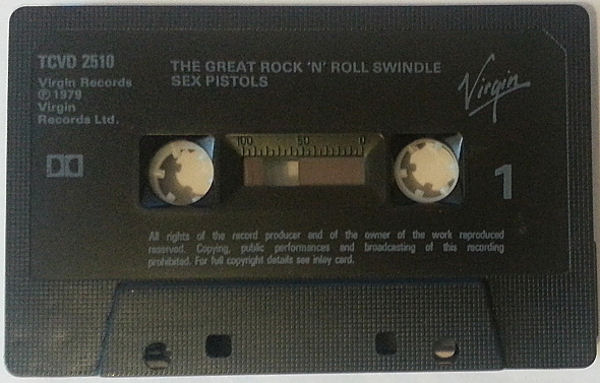 TCVD 2510
Virgin Records
℗ 1979
Virgin
Records Ltd.
THE GREAT ROCK 'N' ROLL SWINDLE
SEX PISTOLS
Virgin
100 50 0
1
All rights of the record producer and of the owner of the work reproduced
reserved. Copying, public performances and broadcasting of this recording
prohibited. For full copyright details see inlay card.